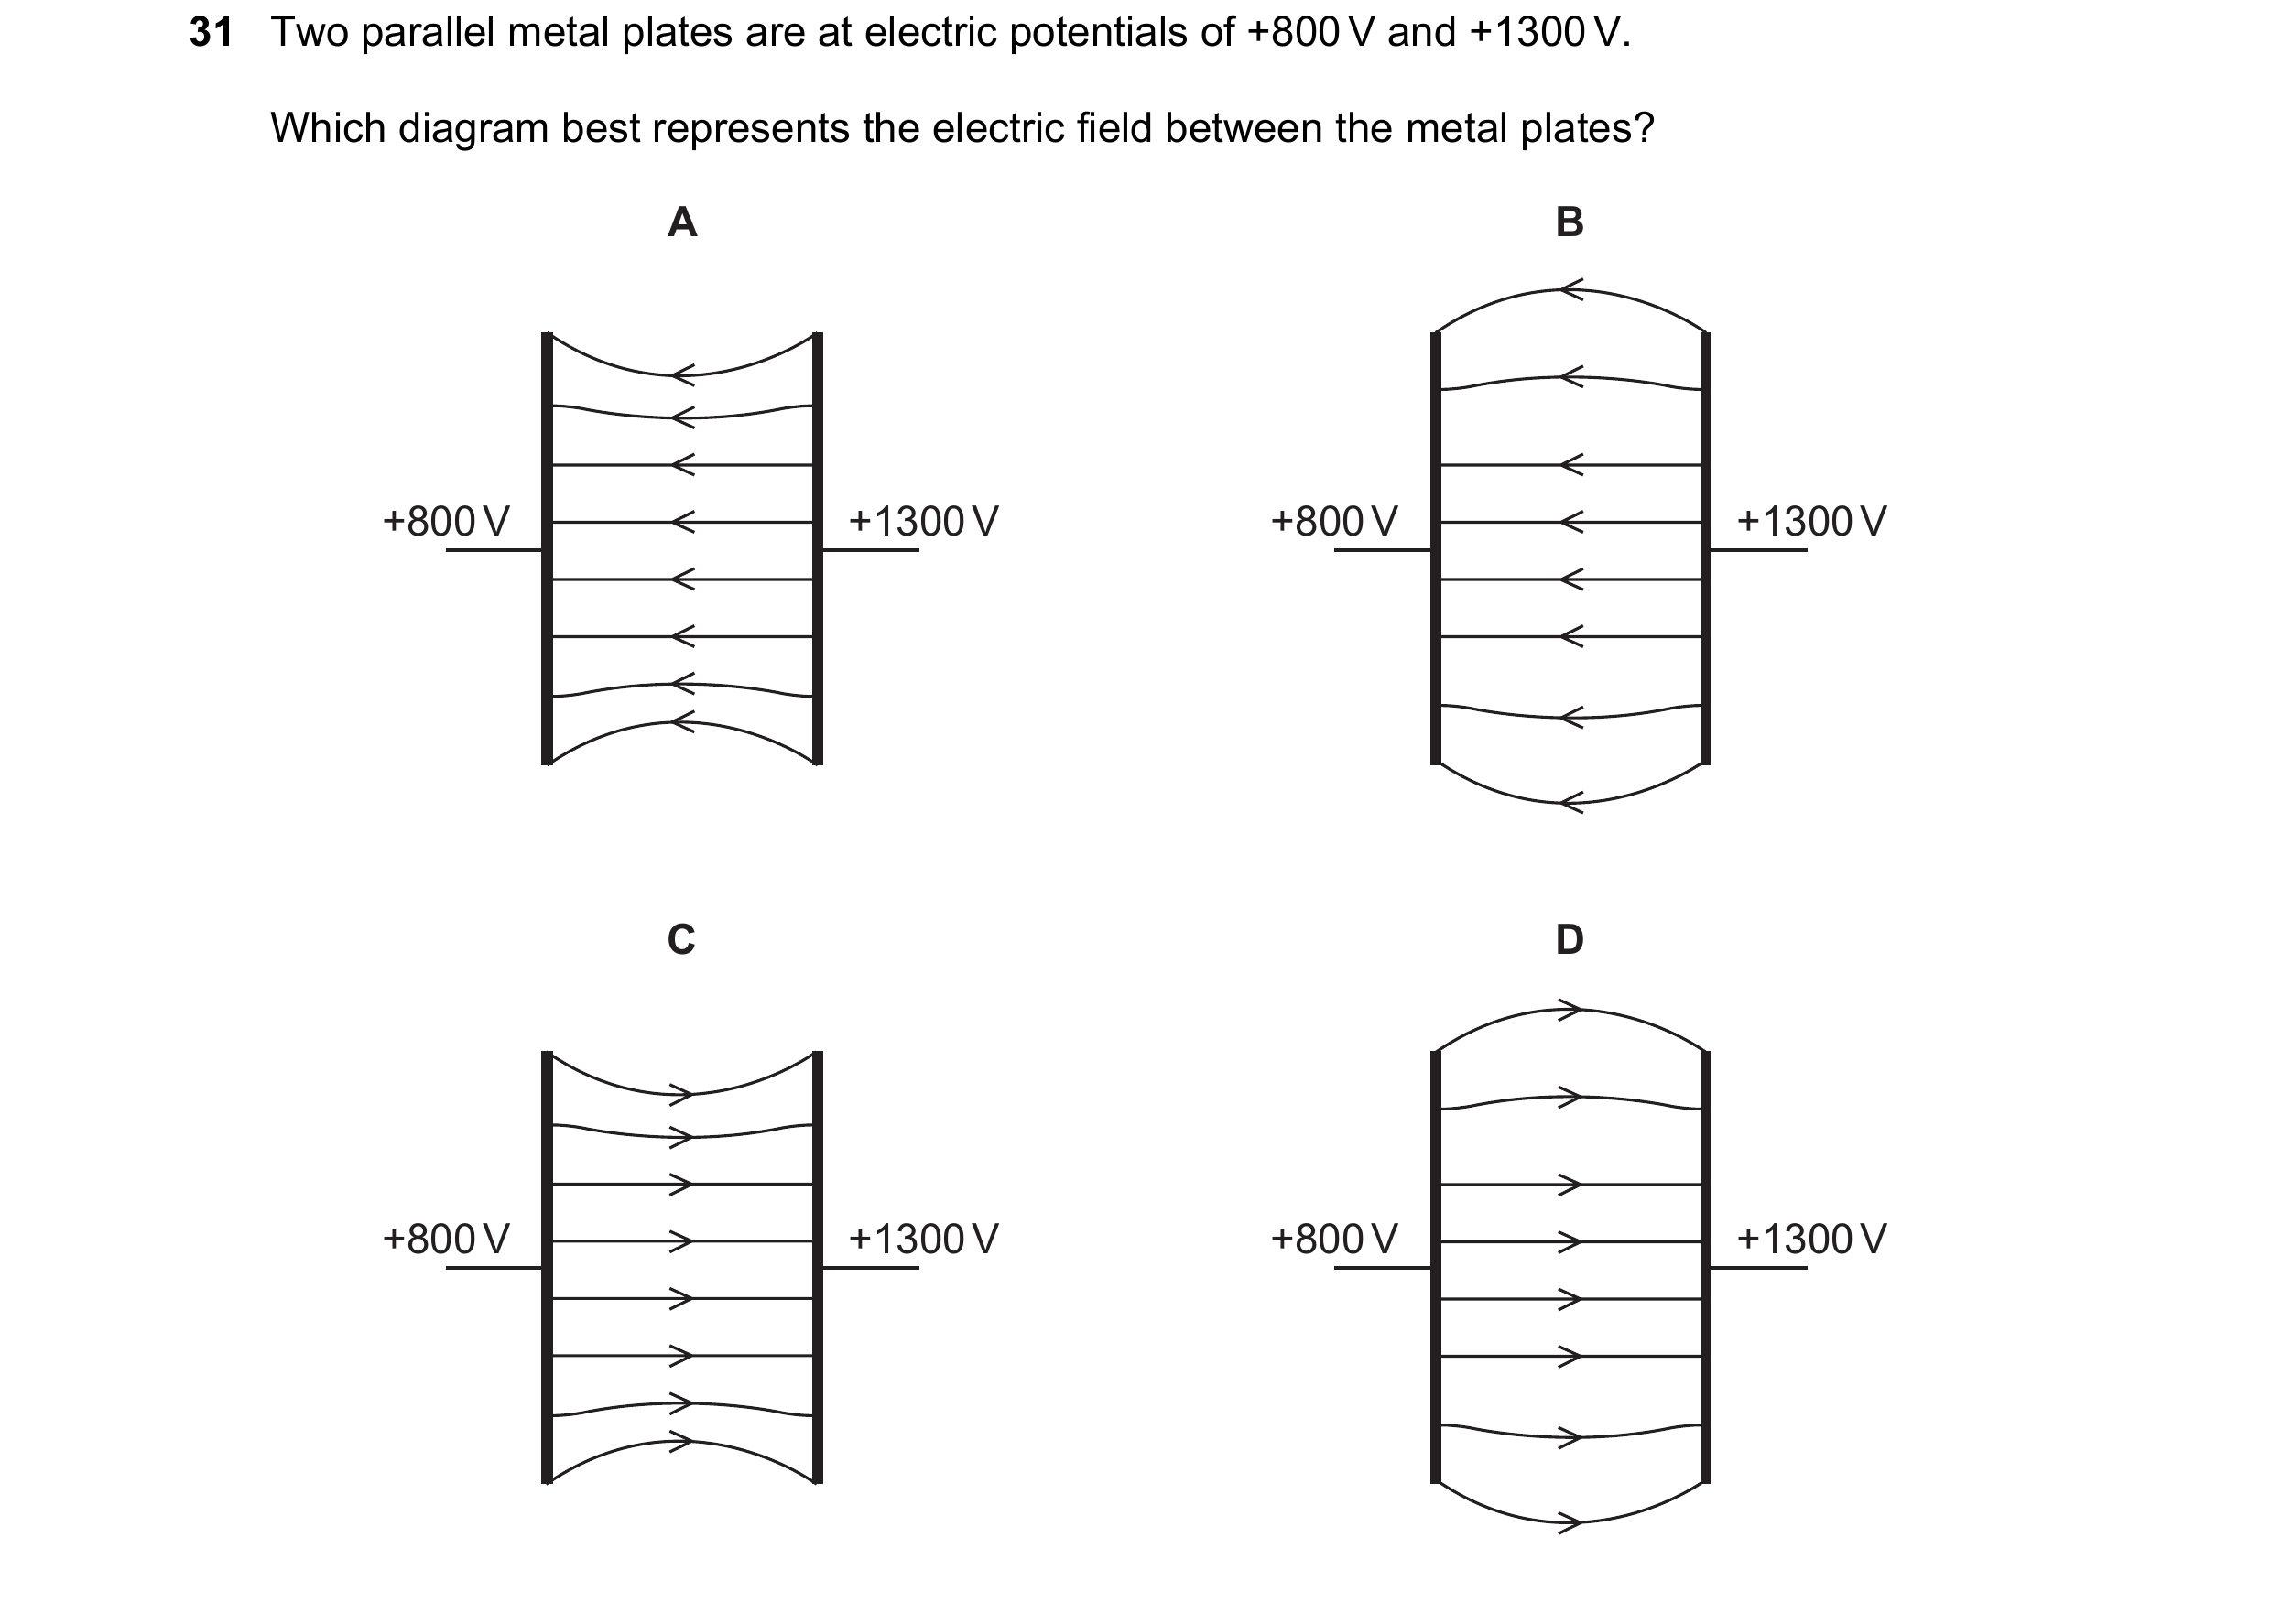 31 Two parallel metal plates are at electric potentials of +800 V and +1300 V.
Which diagram best represents the electric field between the metal plates?
A
B
+800 V
+1300 V
+800 V
+1300 V
C
D
+800 V
+1300 V
+800 V
+1300 V